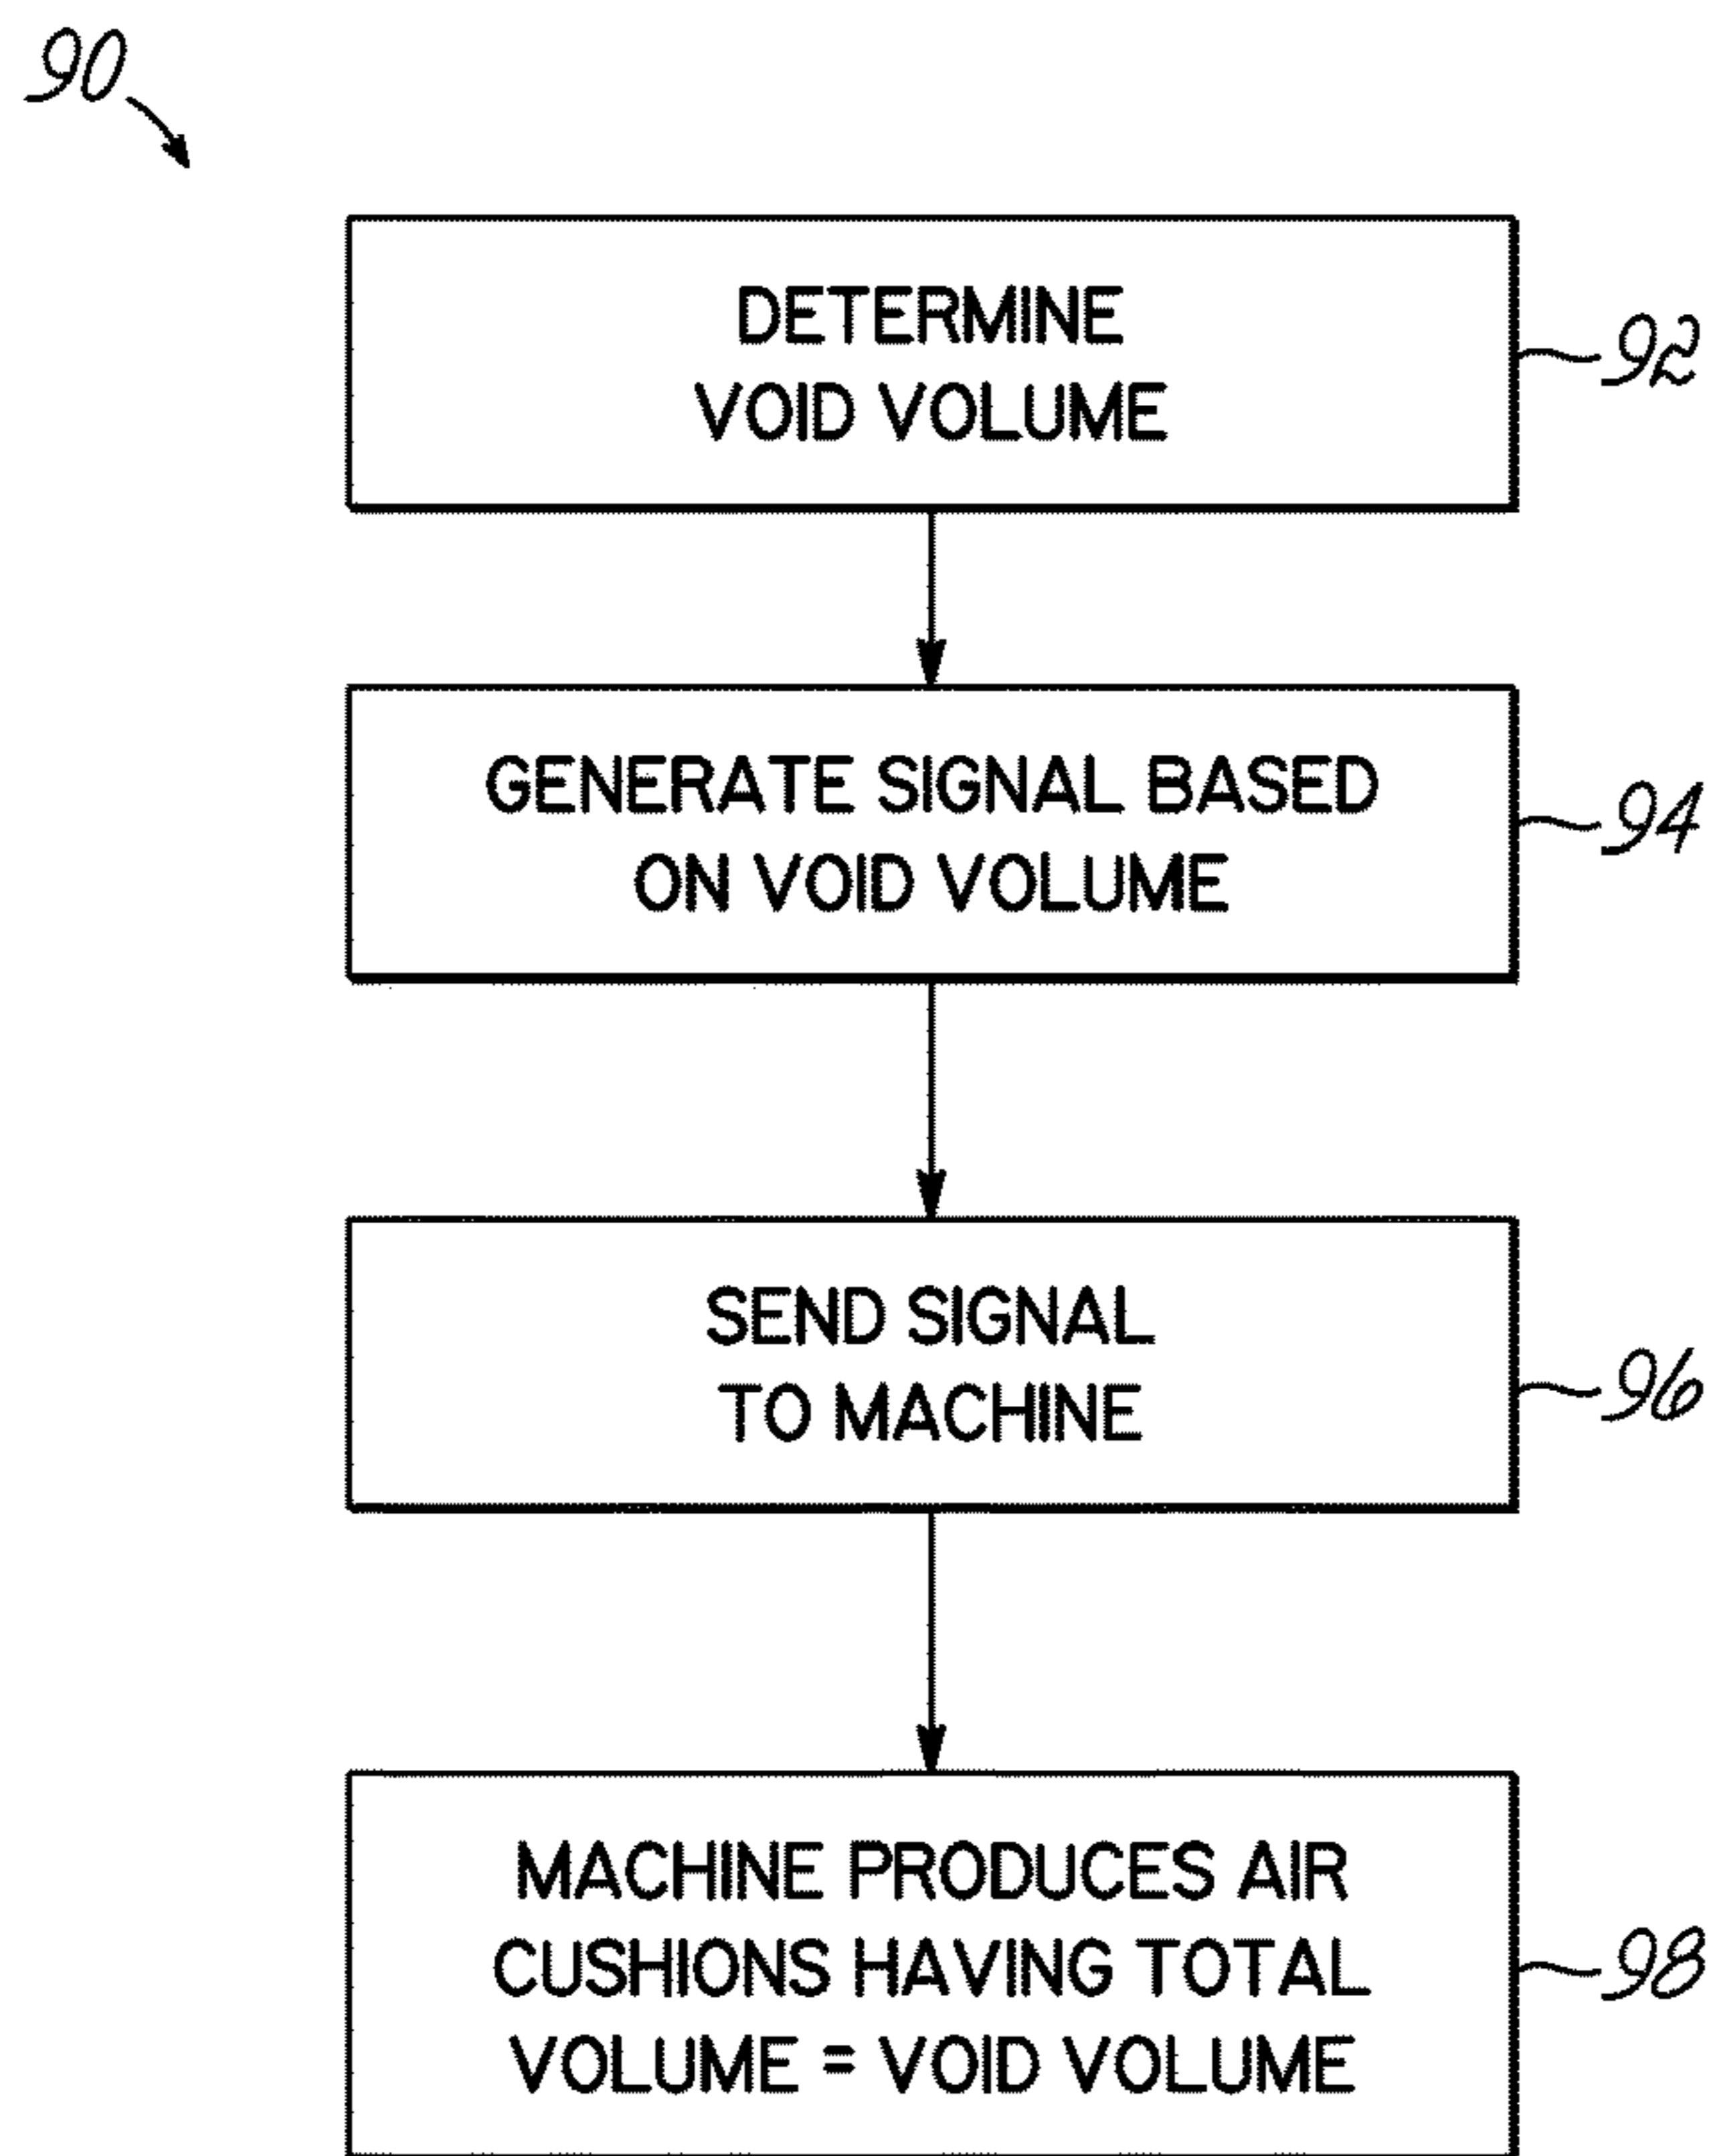 90
DETERMINE
VOID VOLUME
92
GENERATE SIGNAL BASED
ON VOID VOLUME
94
SEND SIGNAL
TO MACHINE
96
MACHINE PRODUCES AIR
CUSHIONS HAVING TOTAL
VOLUME = VOID VOLUME
98